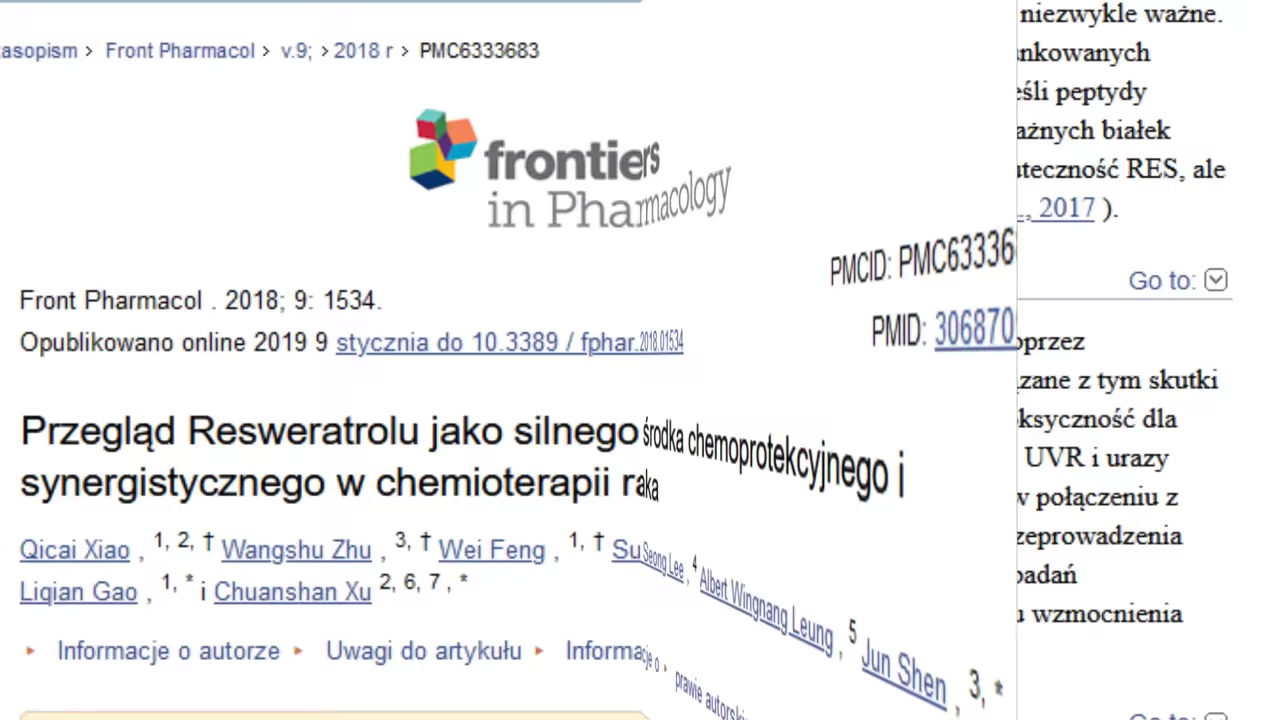 asopism > Front Pharmacol > v.9; > 2018 r > PMC6333683
frontiers
in Pharmacology
PMCID: PMC63336
PMID: 306870
Front Pharmacol . 2018; 9: 1534.
Opublikowano online 2019 9 stycznia do 10.3389 / fphar.2018.01534
Przegląd Resweratrolu jako silnego środka chemoprotekcyjnego i
synergistycznego w chemioterapii raka
Qicai Xiao , 1, 2, † Wangshu Zhu , 3, † Wei Feng , 1, † Su Seong Lee , 4 Albert Wingnang Leung , 5 Jun Shen , 3, *
Liqian Gao , 1, * i Chuanshan Xu 2, 6, 7 , *
▸ Informacje o autorze ▸ Uwagi do artykułu ▸ Informacje o prawie autorski
niezwykle ważne.
nkowanych
eśli peptydy
ażnych białek
uteczność RES, ale
., 2017 ).
Go to:
oprzez
zane z tym skutki
oksyczność dla
UVR i urazy
w połączeniu z
zeprowadzenia
badań
u wzmocnienia
Go to: